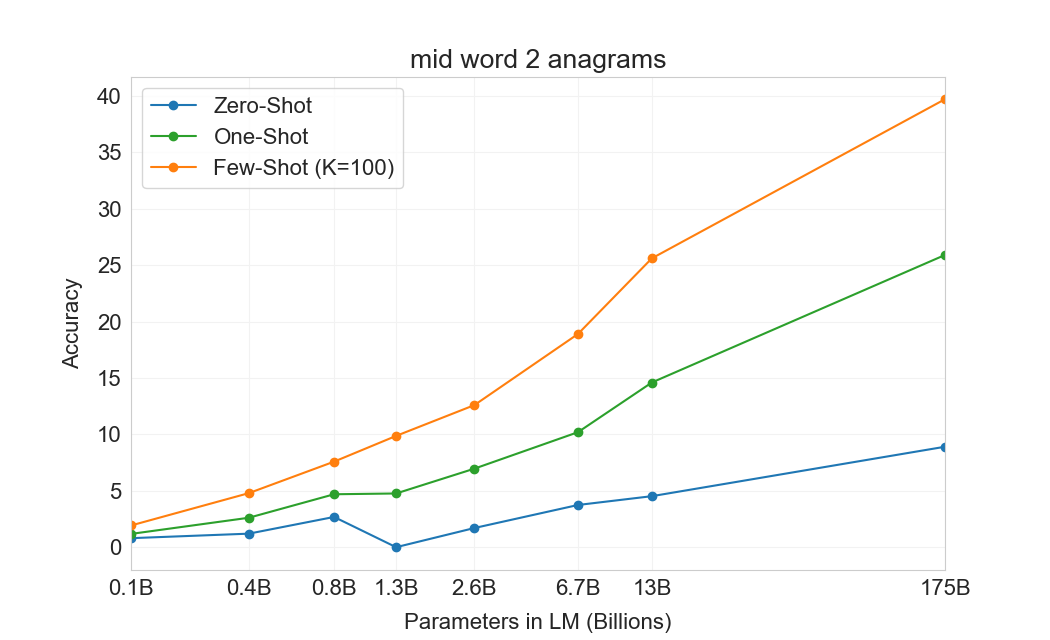 mid word 2 anagrams
Zero-Shot
One-Shot
Few-Shot (K=100)
40
35
30
25
20
15
10
5
0
Accuracy
0.1B 0.4B 0.8B 1.3B 2.6B 6.7B 13B 175B
Parameters in LM (Billions)